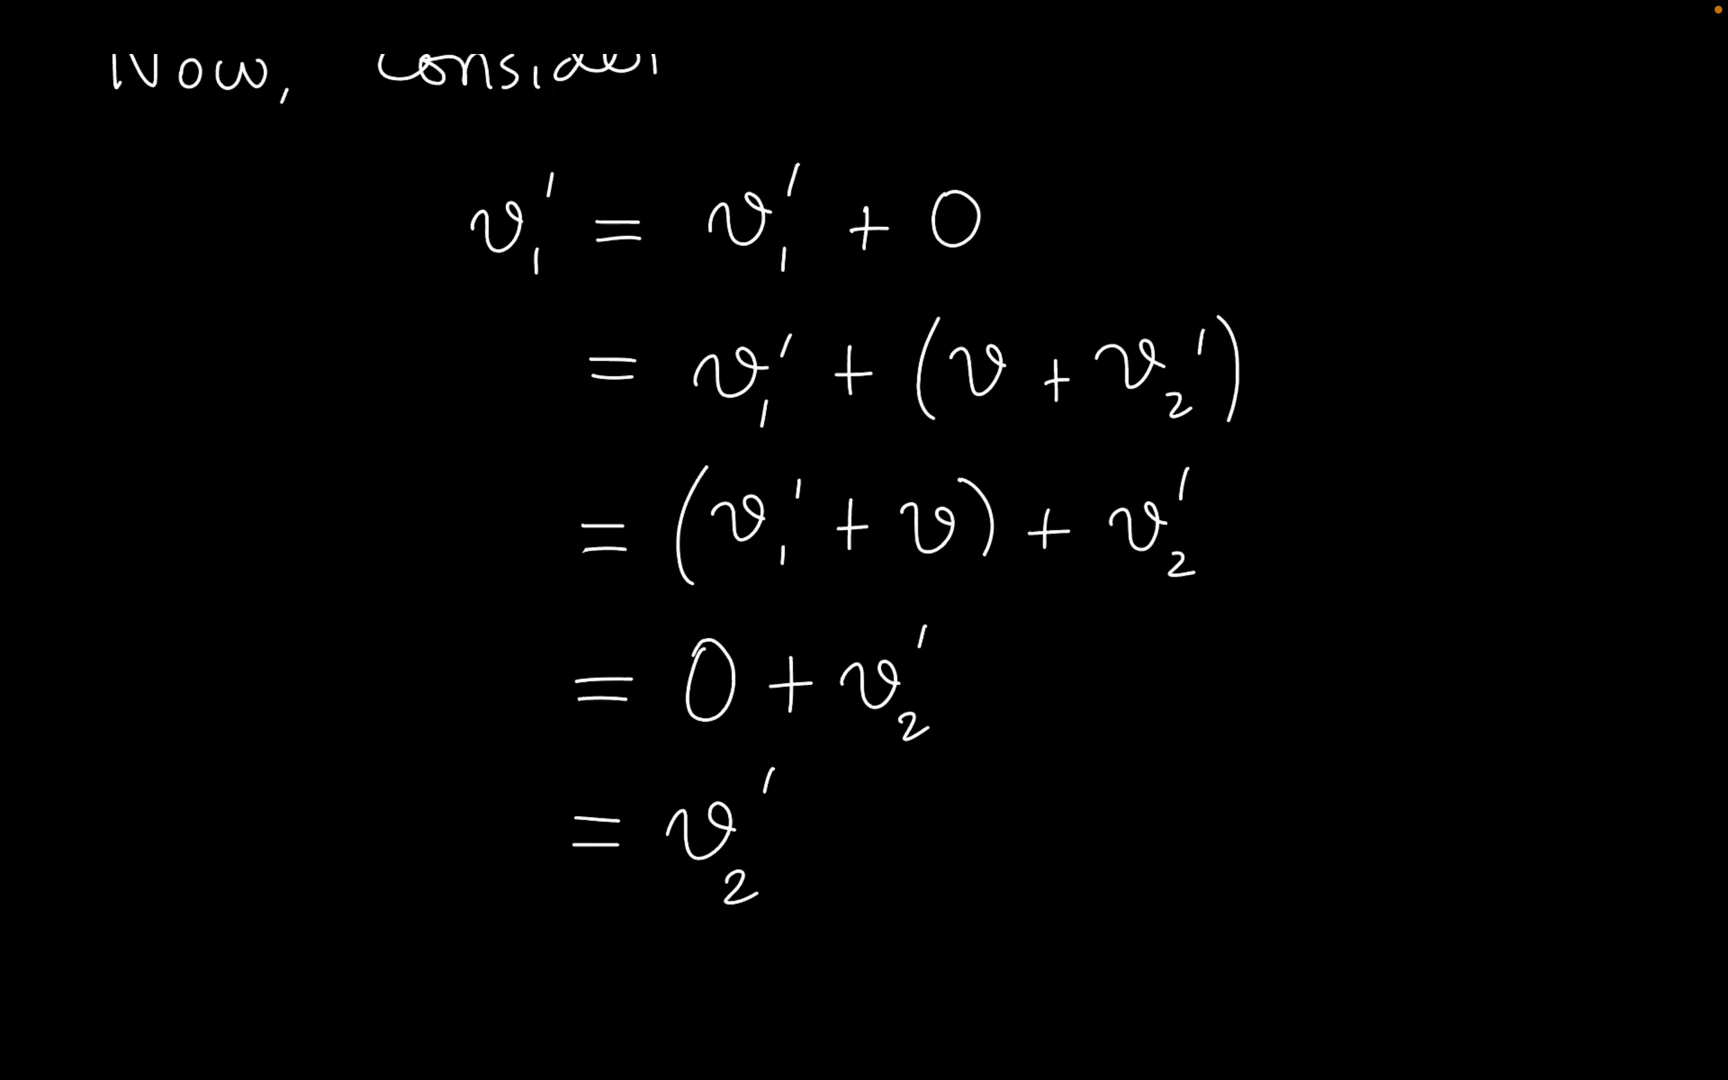 Now, consider
v₁' = v₁' + 0
= v₁' + (v + v₂')
= (v₁' + v) + v₂'
= 0 + v₂'
= v₂'